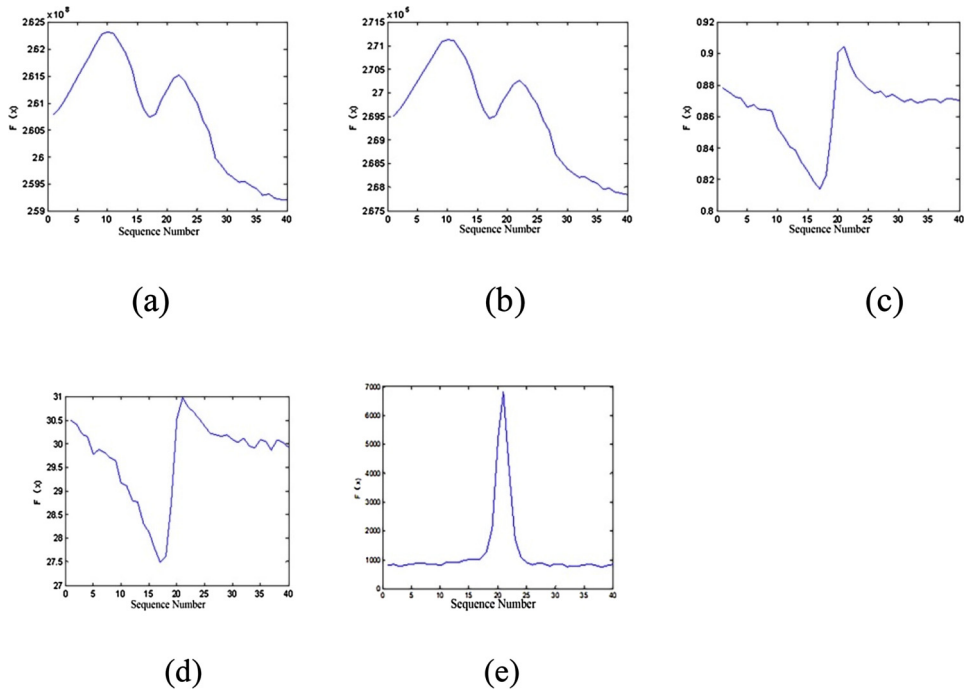 ×10⁸
2625
262
2615
261
2605
26
2595
259
0 5 10 15 20 25 30 35 40
F (x)
Sequence Number
(a)
×10⁵
2715
271
2705
27
2695
269
2685
268
2675
0 5 10 15 20 25 30 35 40
F (x)
Sequence Number
(b)
092
0.9
088
086
084
082
0.8
0 5 10 15 20 25 30 35 40
F (x)
Sequence Number
(c)
31
30.5
30
29.5
29
28.5
28
27.5
27
0 5 10 15 20 25 30 35 40
F (x)
Sequence Number
(d)
7000
6000
5000
4000
3000
2000
1000
0
0 5 10 15 20 25 30 35 40
F (x)
Sequence Number
(e)